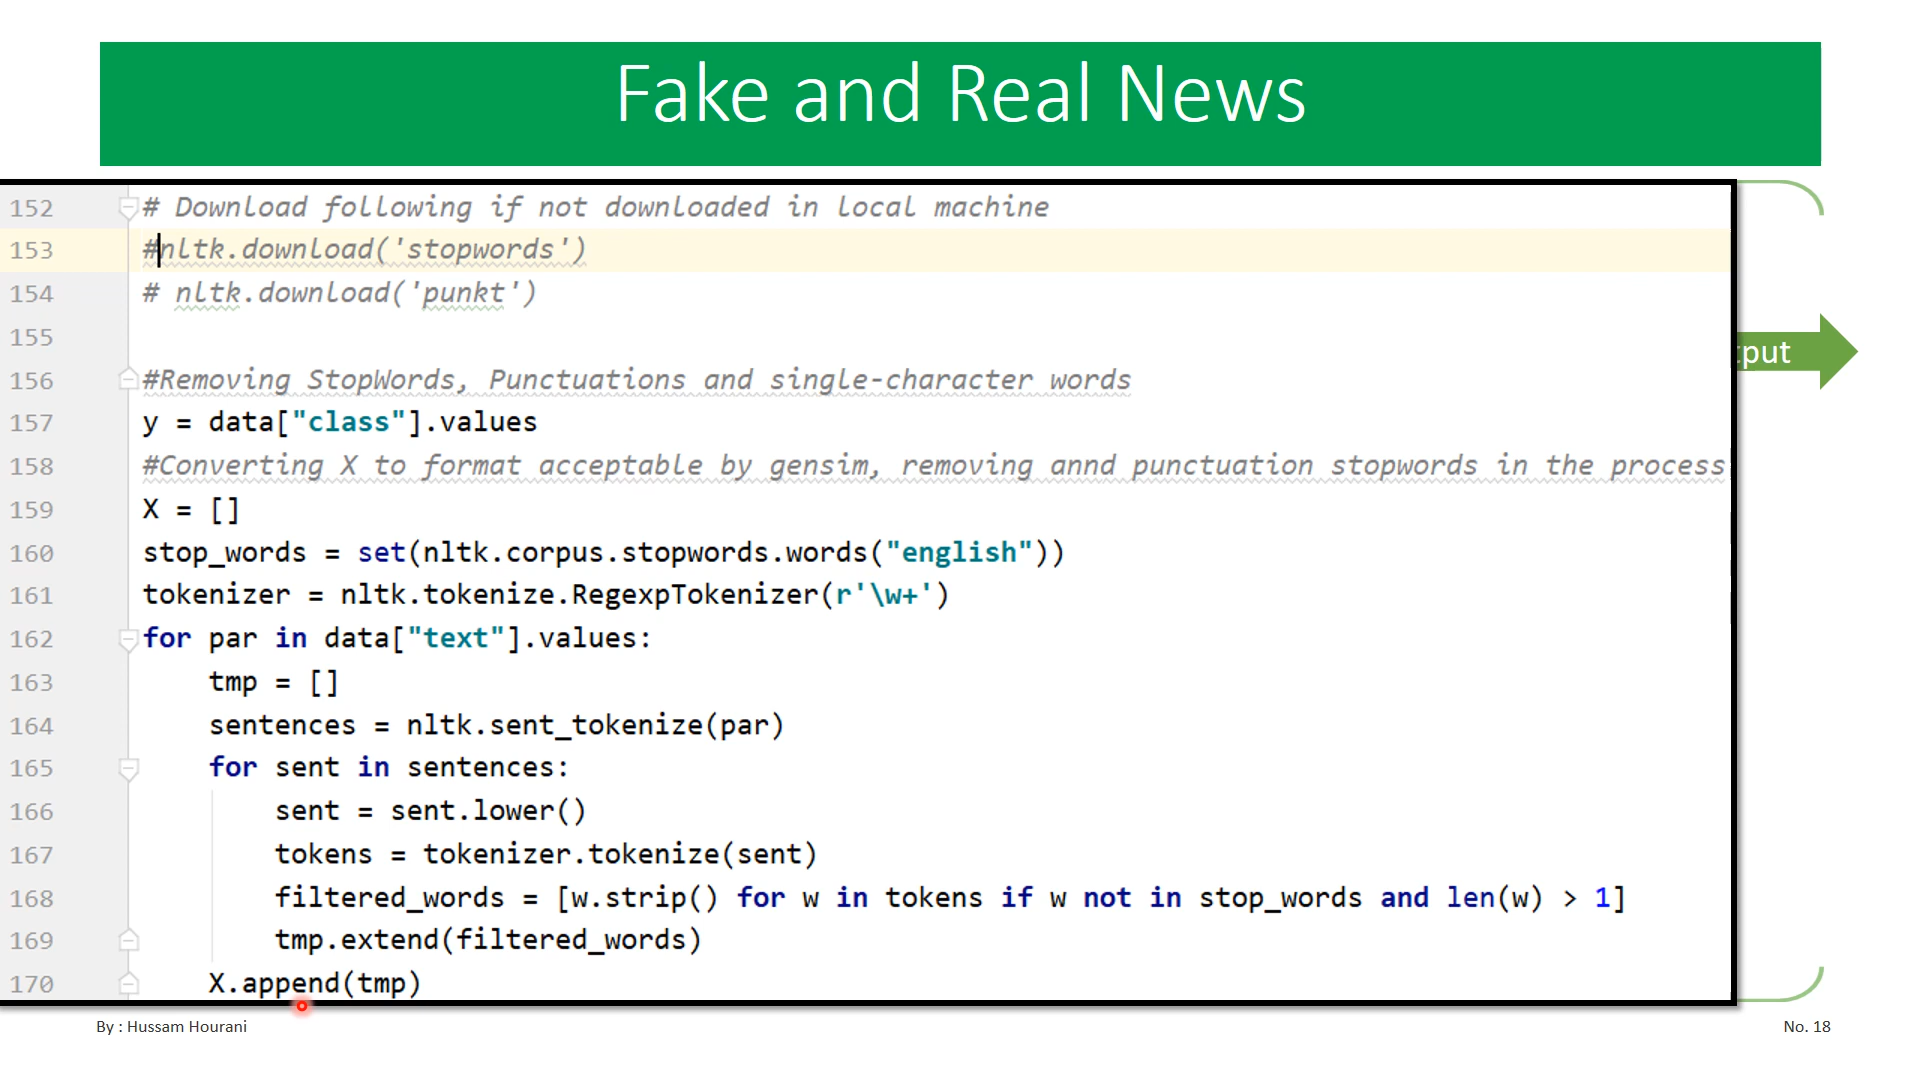 Fake and Real News
152 # Download following if not downloaded in local machine
153 #nltk.download('stopwords')
154 # nltk.download('punkt')
155
156 #Removing StopWords, Punctuations and single-character words
157 y = data["class"].values
158 #Converting X to format acceptable by gensim, removing annd punctuation stopwords in the process
159 X = []
160 stop_words = set(nltk.corpus.stopwords.words("english"))
161 tokenizer = nltk.tokenize.RegexpTokenizer(r'\w+')
162 for par in data["text"].values:
163     tmp = []
164     sentences = nltk.sent_tokenize(par)
165     for sent in sentences:
166         sent = sent.lower()
167         tokens = tokenizer.tokenize(sent)
168         filtered_words = [w.strip() for w in tokens if w not in stop_words and len(w) > 1]
169         tmp.extend(filtered_words)
170     X.append(tmp)
By : Hussam Hourani
No. 18